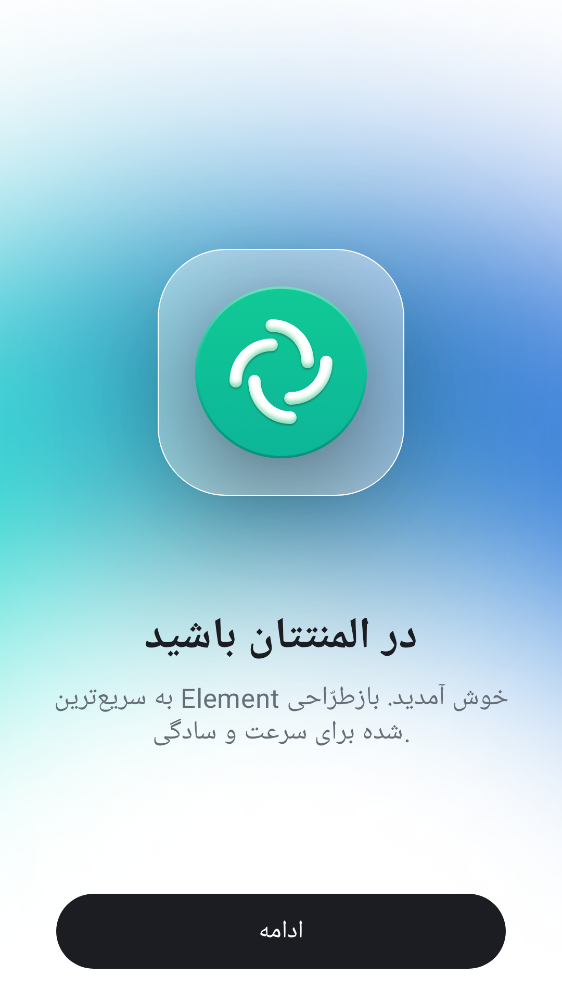 در المنتتان باشید
به سریع‌ترین Element خوش آمدید. بازطرّاحی
شده برای سرعت و سادگی.
ادامه